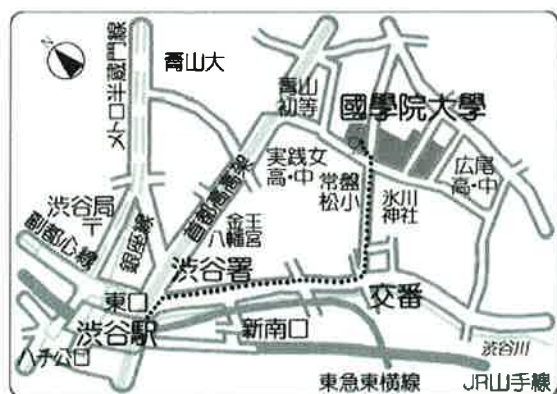 N
メトロ半蔵門線
青山大
青山
初等
國學院大學
実践女
高・中
常盤
松小
氷川
神社
広尾
高・中
首都高高架
渋谷局
〒
副都心線
銀座線
金王
八幡宮
渋谷署
東口
交番
渋谷駅
新南口
ハチ公口
渋谷川
東急東横線
JR山手線